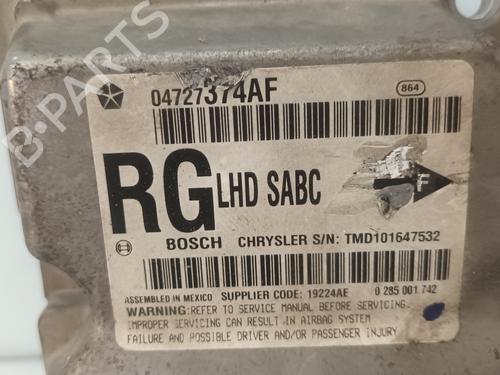 04727374AF
864
RG LHD SABC
F
BOSCH CHRYSLER S/N: TMD101647532
ASSEMBLED IN MEXICO SUPPLIER CODE: 19224AE 0 285 001 742
WARNING: REFER TO SERVICE MANUAL BEFORE SERVICING.
IMPROPER SERVICING CAN RESULT IN AIRBAG SYSTEM
FAILURE AND POSSIBLE DRIVER AND/OR PASSENGER INJURY
B-PARTS